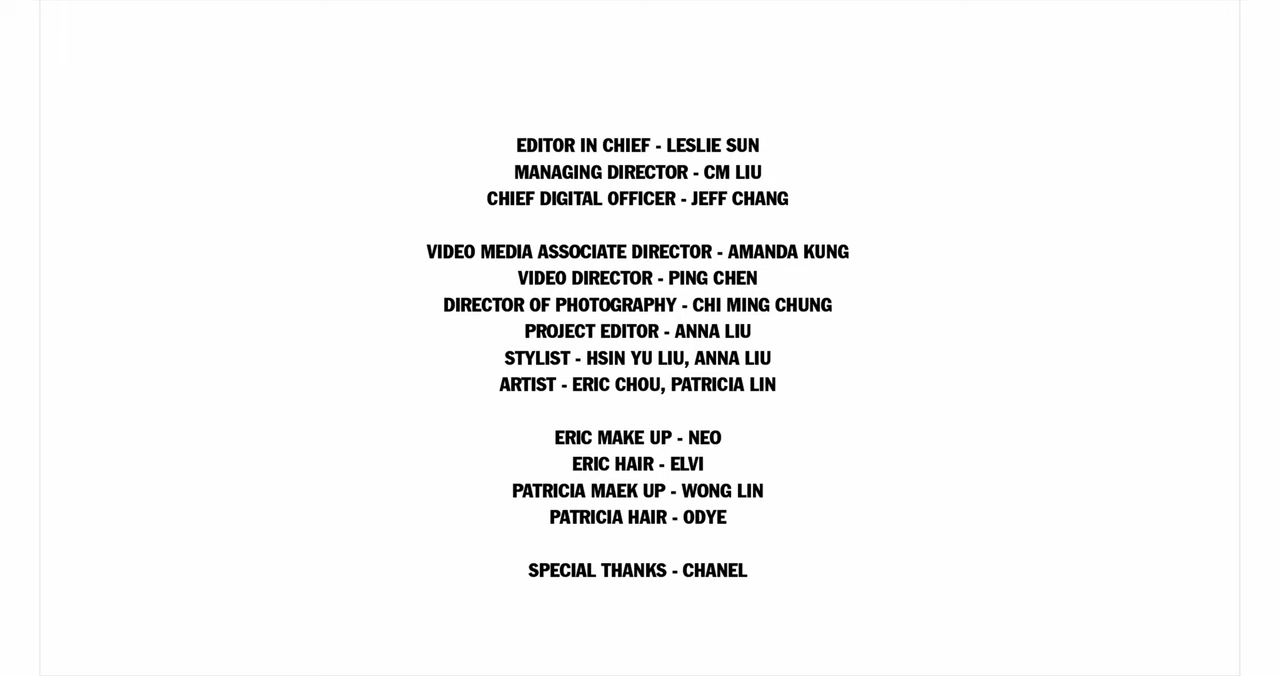 EDITOR IN CHIEF - LESLIE SUN
MANAGING DIRECTOR - CM LIU
CHIEF DIGITAL OFFICER - JEFF CHANG
VIDEO MEDIA ASSOCIATE DIRECTOR - AMANDA KUNG
VIDEO DIRECTOR - PING CHEN
DIRECTOR OF PHOTOGRAPHY - CHI MING CHUNG
PROJECT EDITOR - ANNA LIU
STYLIST - HSIN YU LIU, ANNA LIU
ARTIST - ERIC CHOU, PATRICIA LIN
ERIC MAKE UP - NEO
ERIC HAIR - ELVI
PATRICIA MAEK UP - WONG LIN
PATRICIA HAIR - ODYE
SPECIAL THANKS - CHANEL